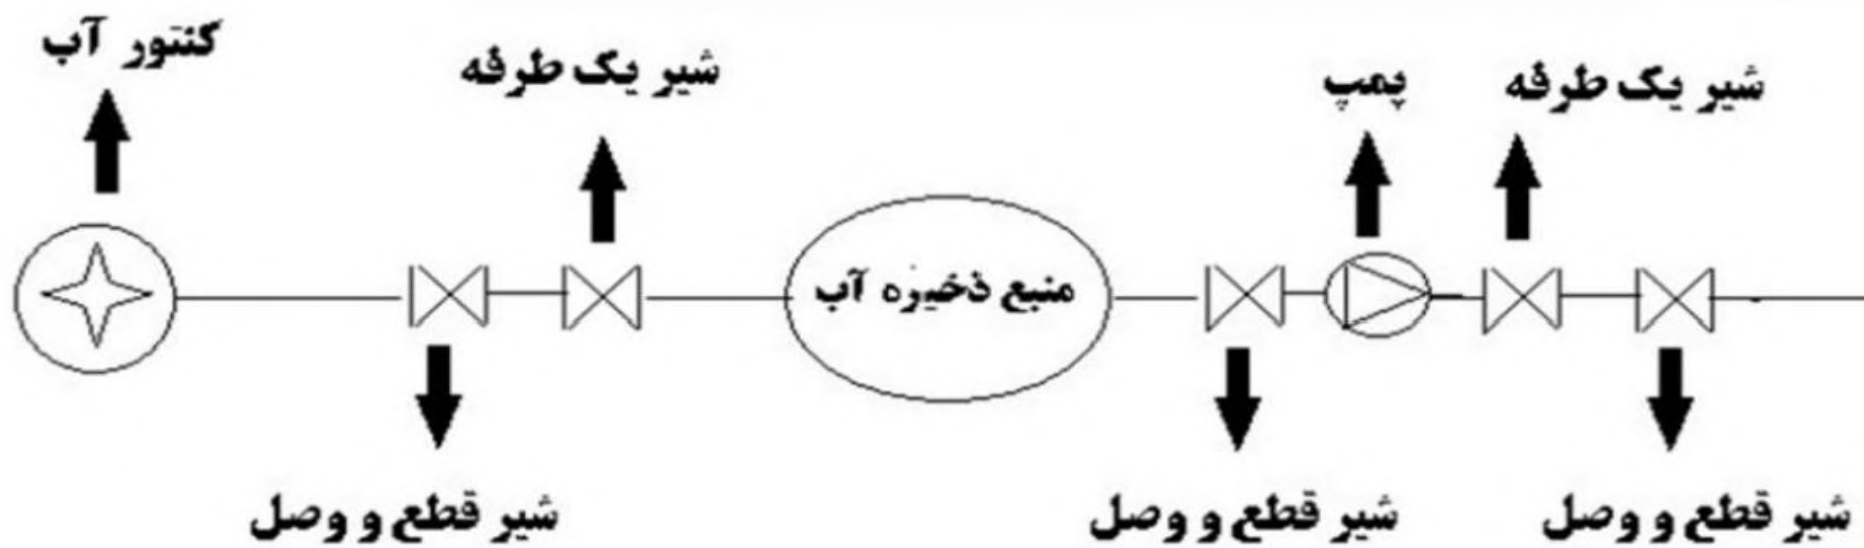 کنتور آب
شیر یک طرفه
پمپ
شیر یک طرفه
منبع ذخیره آب
شیر قطع و وصل
شیر قطع و وصل
شیر قطع و وصل